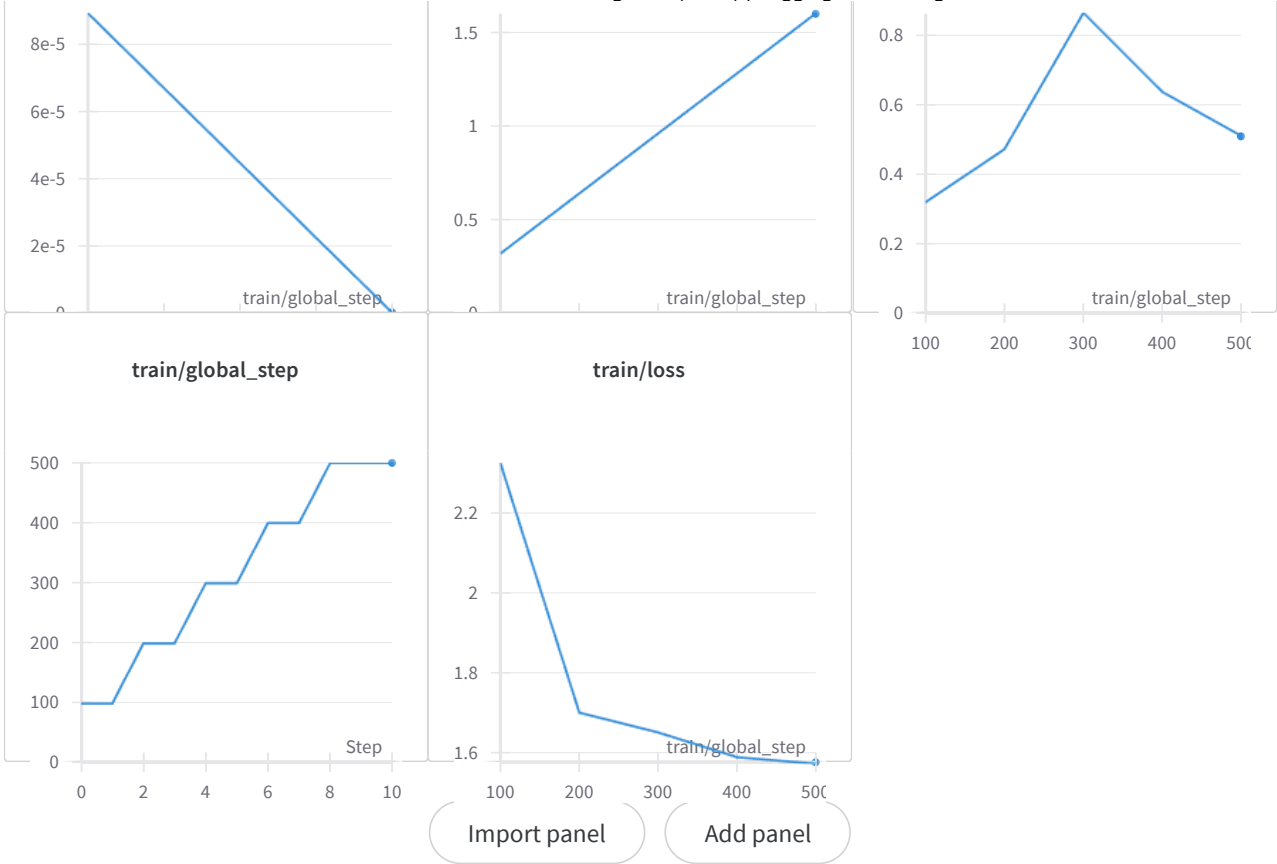 8e-5
6e-5
4e-5
2e-5
0
train/global_step
1.5
1
0.5
0
train/global_step
0.8
0.6
0.4
0.2
0
train/global_step
100 200 300 400 500
train/global_step
500
400
300
200
100
0
Step
0 2 4 6 8 10
train/loss
2.2
2
1.8
1.6
train/global_step
100 200 300 400 500
Import panel
Add panel